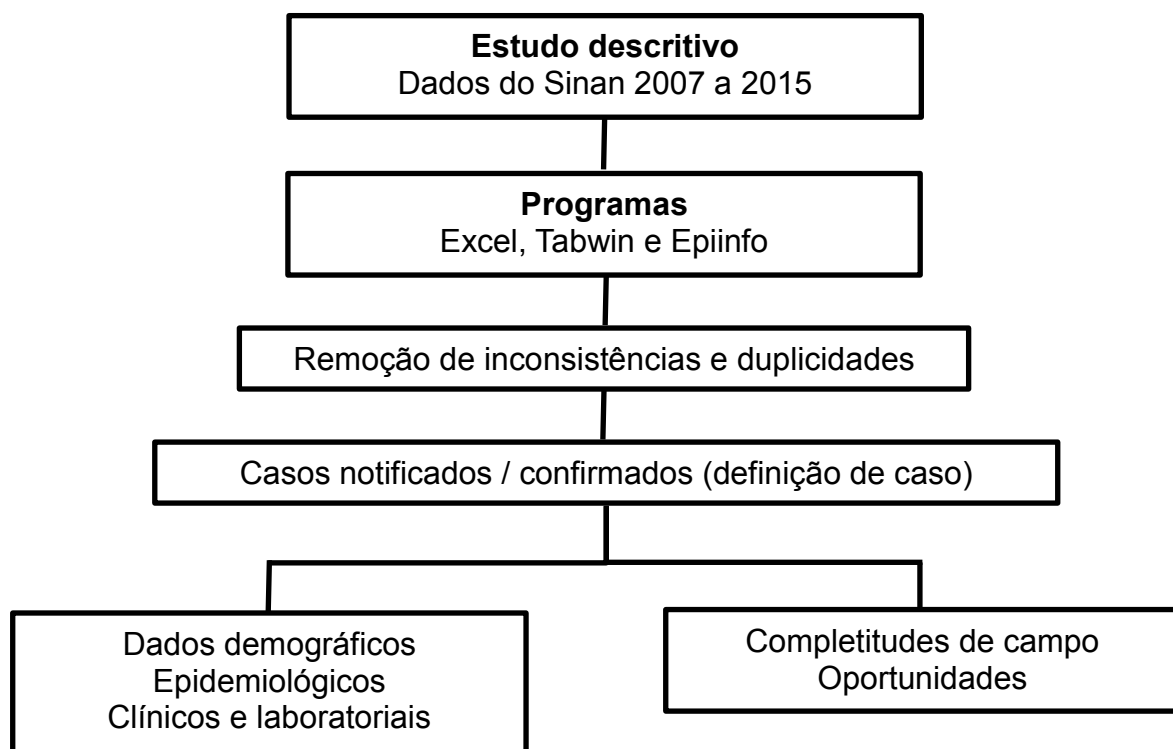 Estudo descritivo
Dados do Sinan 2007 a 2015
Programas
Excel, Tabwin e Epiinfo
Remoção de inconsistências e duplicidades
Casos notificados / confirmados (definição de caso)
Dados demográficos
Epidemiológicos
Clínicos e laboratoriais
Completitudes de campo
Oportunidades